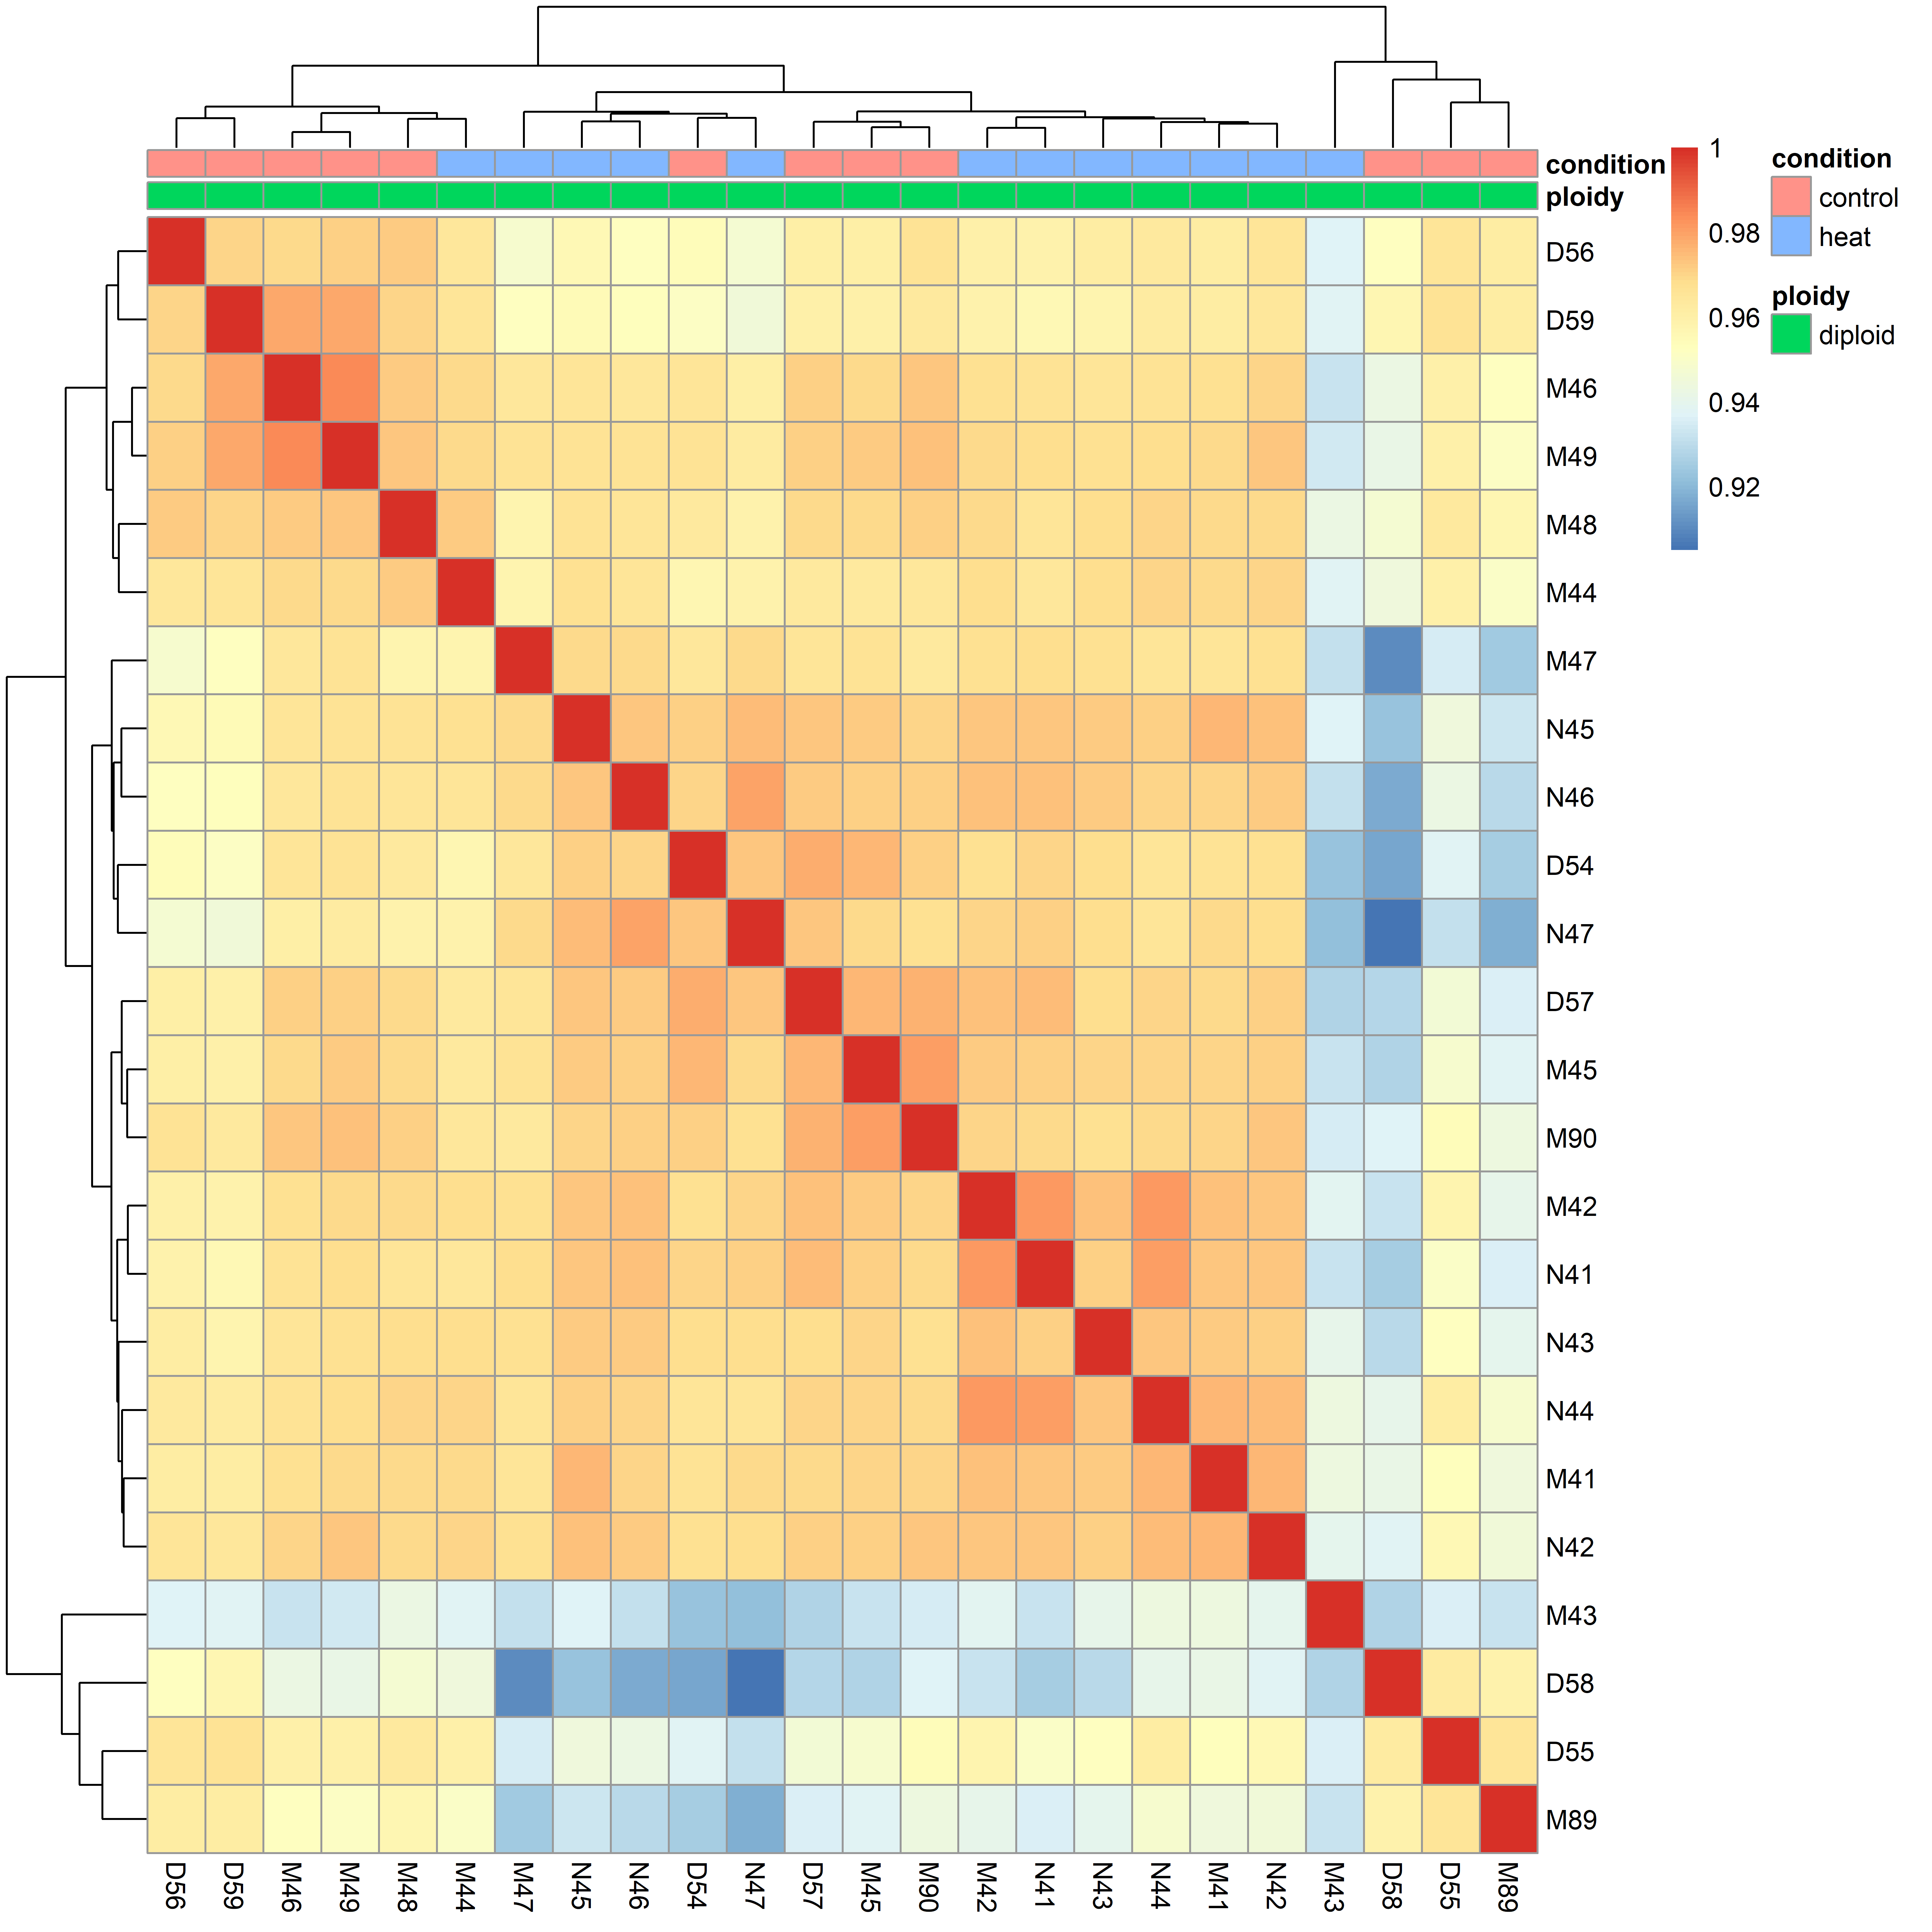 condition
ploidy
1
0.98
0.96
0.94
0.92
condition
control
heat
ploidy
diploid
D56
D59
M46
M49
M48
M44
M47
N45
N46
D54
N47
D57
M45
M90
M42
N41
N43
N44
M41
N42
M43
D58
D55
M89
D56 D59 M46 M49 M48 M44 M47 N45 N46 D54 N47 D57 M45 M90 M42 N41 N43 N44 M41 N42 M43 D58 D55 M89